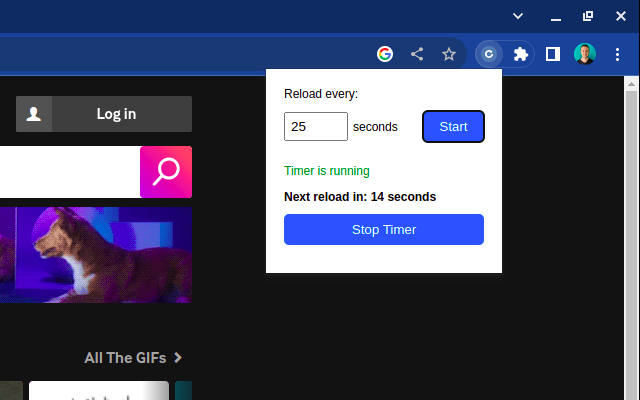 Reload every:
25 seconds Start
Timer is running
Next reload in: 14 seconds
Stop Timer
Log in
All The GIFs